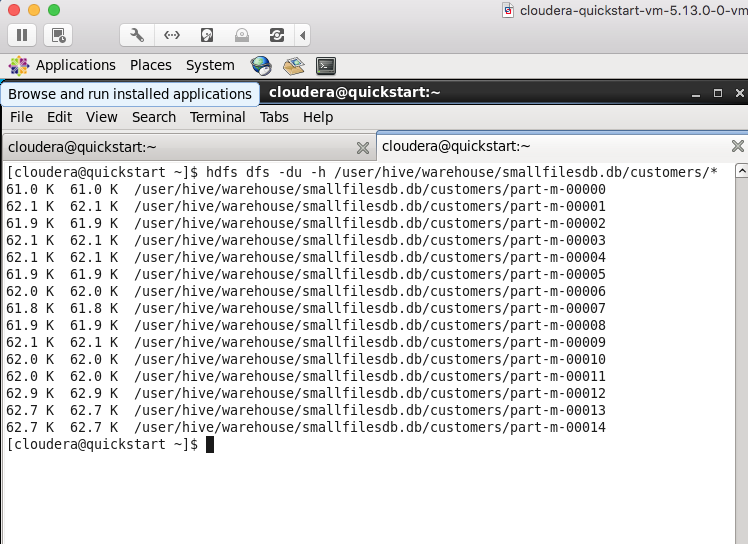 cloudera-quickstart-vm-5.13.0-0-vm
Applications Places System
Browse and run installed applications
cloudera@quickstart:~
File Edit View Search Terminal Tabs Help
cloudera@quickstart:~
cloudera@quickstart:~
[cloudera@quickstart ~]$ hdfs dfs -du -h /user/hive/warehouse/smallfilesdb.db/customers/*
61.0 K 61.0 K /user/hive/warehouse/smallfilesdb.db/customers/part-m-00000
62.1 K 62.1 K /user/hive/warehouse/smallfilesdb.db/customers/part-m-00001
61.9 K 61.9 K /user/hive/warehouse/smallfilesdb.db/customers/part-m-00002
62.1 K 62.1 K /user/hive/warehouse/smallfilesdb.db/customers/part-m-00003
62.1 K 62.1 K /user/hive/warehouse/smallfilesdb.db/customers/part-m-00004
61.9 K 61.9 K /user/hive/warehouse/smallfilesdb.db/customers/part-m-00005
62.0 K 62.0 K /user/hive/warehouse/smallfilesdb.db/customers/part-m-00006
61.8 K 61.8 K /user/hive/warehouse/smallfilesdb.db/customers/part-m-00007
61.9 K 61.9 K /user/hive/warehouse/smallfilesdb.db/customers/part-m-00008
62.1 K 62.1 K /user/hive/warehouse/smallfilesdb.db/customers/part-m-00009
62.0 K 62.0 K /user/hive/warehouse/smallfilesdb.db/customers/part-m-00010
62.0 K 62.0 K /user/hive/warehouse/smallfilesdb.db/customers/part-m-00011
62.9 K 62.9 K /user/hive/warehouse/smallfilesdb.db/customers/part-m-00012
62.7 K 62.7 K /user/hive/warehouse/smallfilesdb.db/customers/part-m-00013
62.7 K 62.7 K /user/hive/warehouse/smallfilesdb.db/customers/part-m-00014
[cloudera@quickstart ~]$